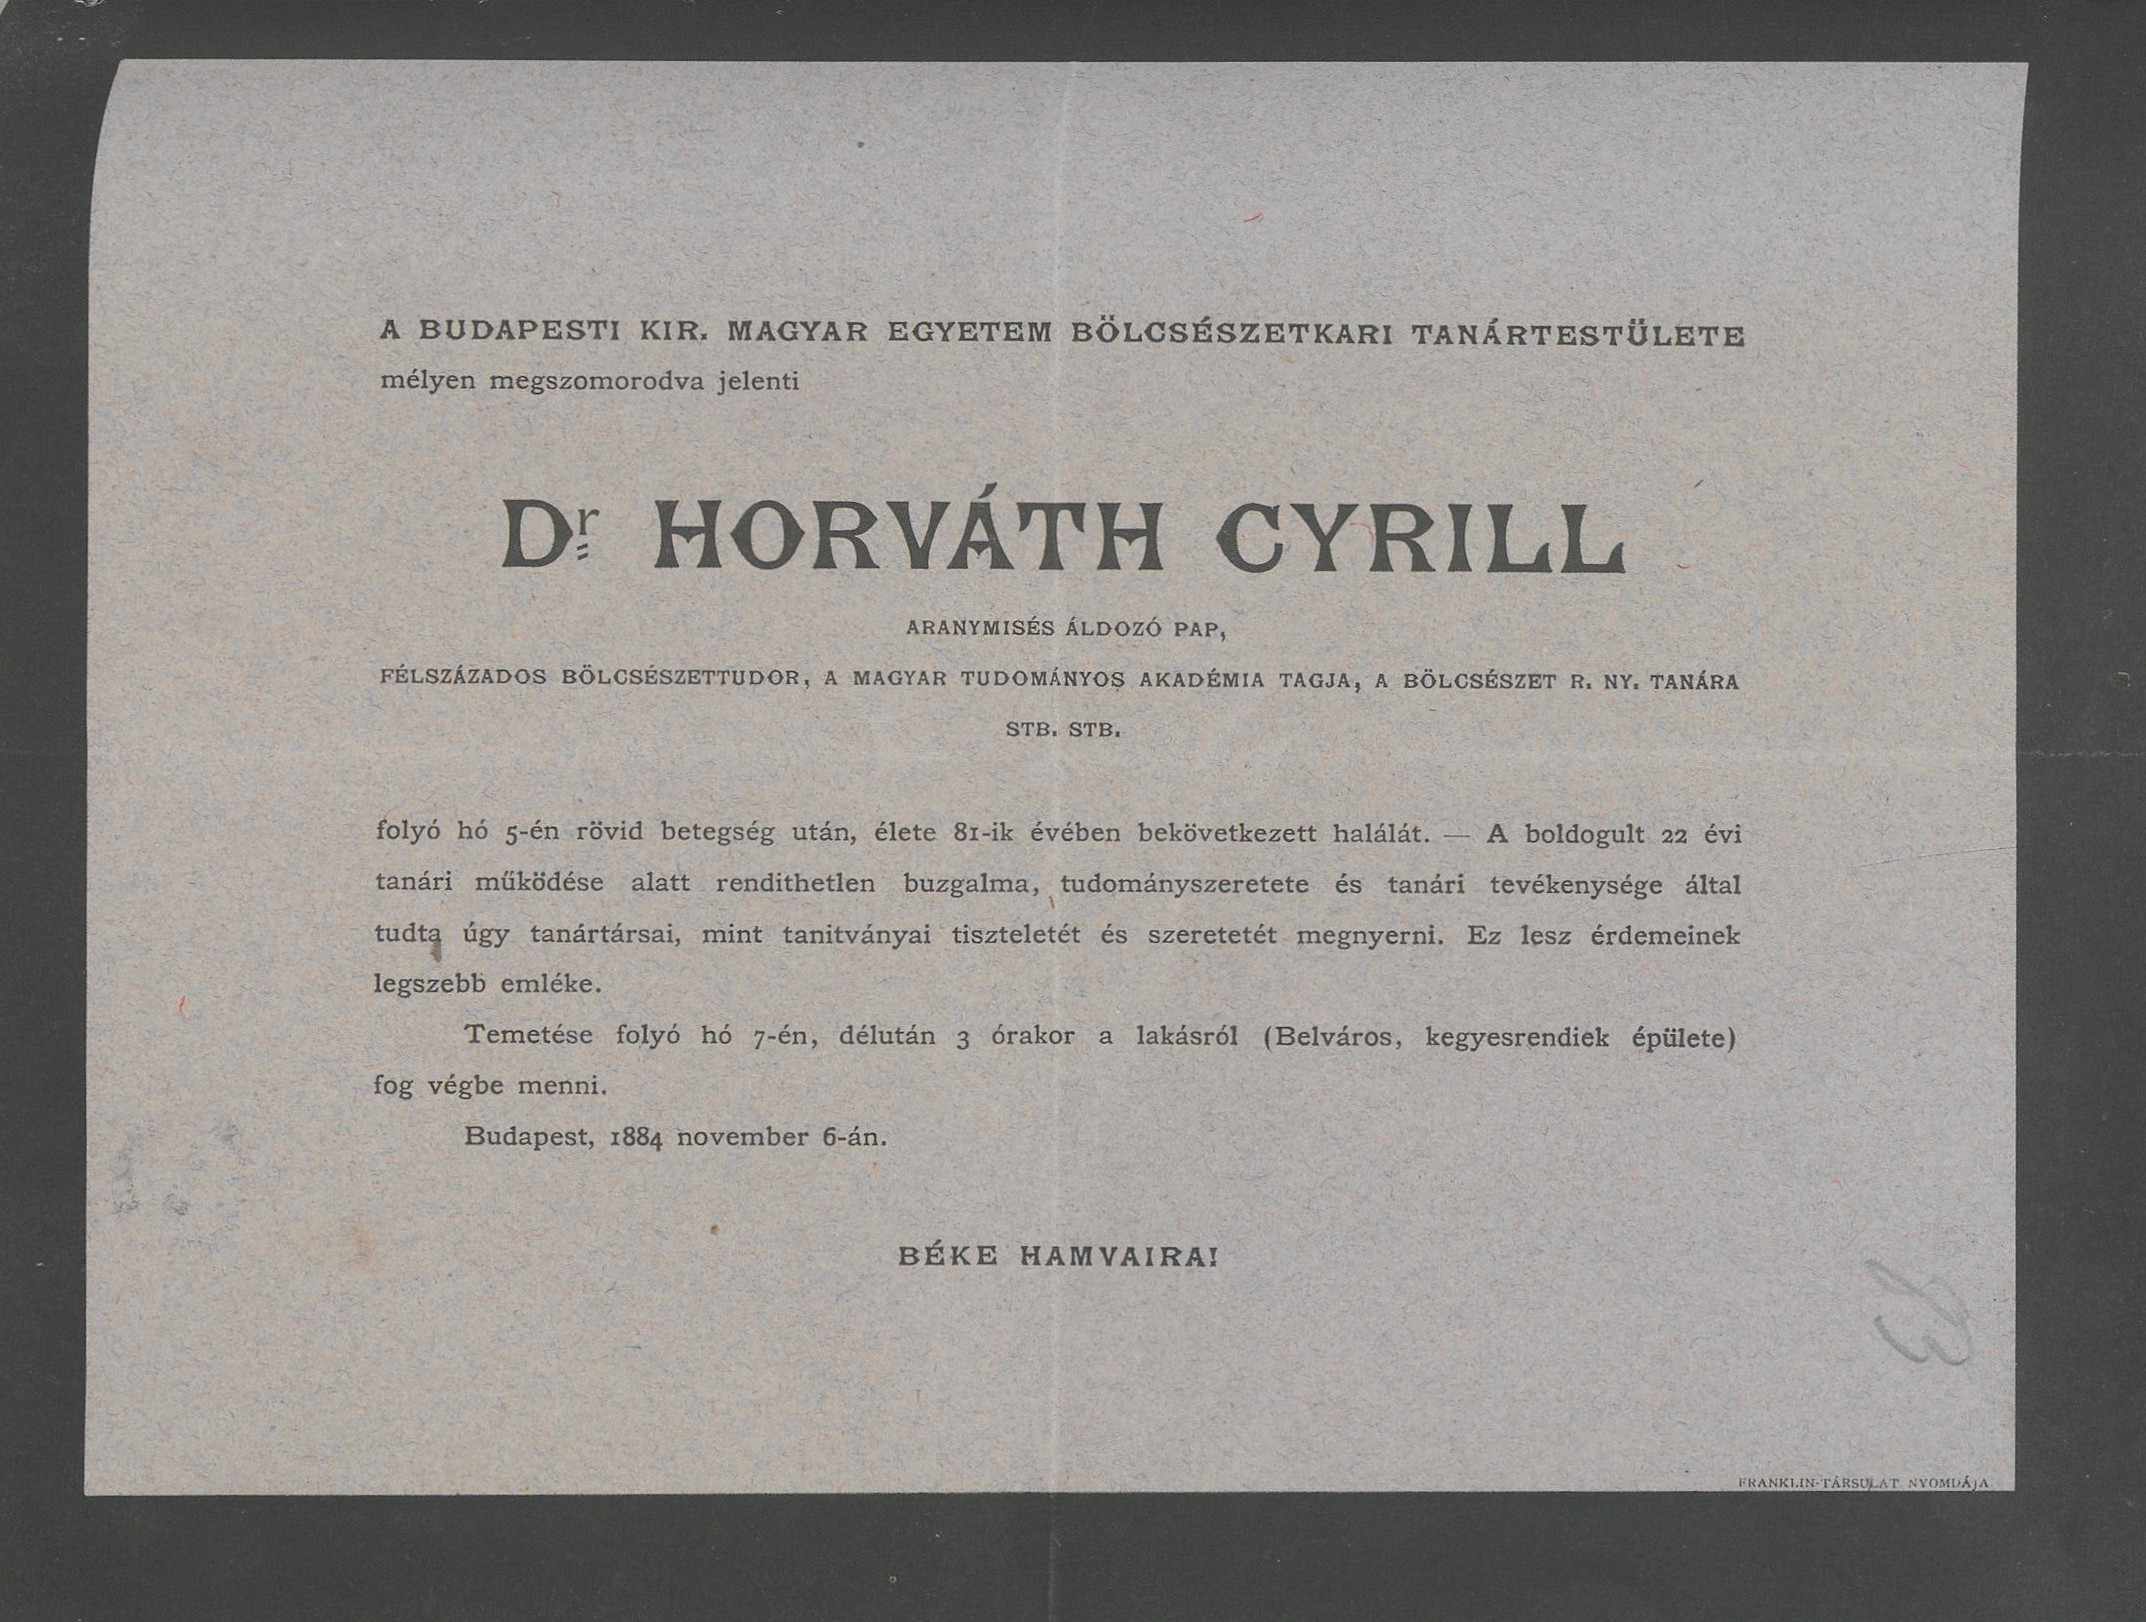 A BUDAPESTI KIR. MAGYAR EGYETEM BÖLCSÉSZETKARI TANÁRTESTÜLETE
mélyen megszomorodva jelenti
Dr HORVÁTH CYRILL
ARANYMISÉS ÁLDOZÓ PAP,
FÉLSZÁZADOS BÖLCSÉSZETTUDOR, A MAGYAR TUDOMÁNYOS AKADÉMIA TAGJA, A BÖLCSÉSZET R. NY. TANÁRA
STB. STB.
folyó hó 5-én rövid betegség után, élete 81-ik évében bekövetkezett halálát. — A boldogult 22 évi
tanári működése alatt rendithetlen buzgalma, tudományszeretete és tanári tevékenysége által
tudta úgy tanártársai, mint tanitványai tiszteletét és szeretetét megnyerni. Ez lesz érdemeinek
legszebb emléke.
Temetése folyó hó 7-én, délután 3 órakor a lakásról (Belváros, kegyesrendiek épülete)
fog végbe menni.
Budapest, 1884 november 6-án.
BÉKE HAMVAIRA!
FRANKLIN-TÁRSULAT NYOMDÁJA